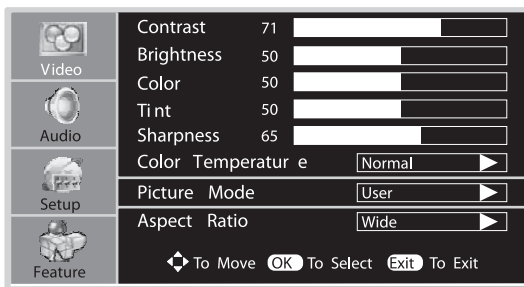 Video
Audio
Setup
Feature
Contrast 71
Brightness 50
Color 50
Tint 50
Sharpness 65
Color Temperatur e Normal
Picture Mode User
Aspect Ratio Wide
To Move OK To Select Exit To Exit